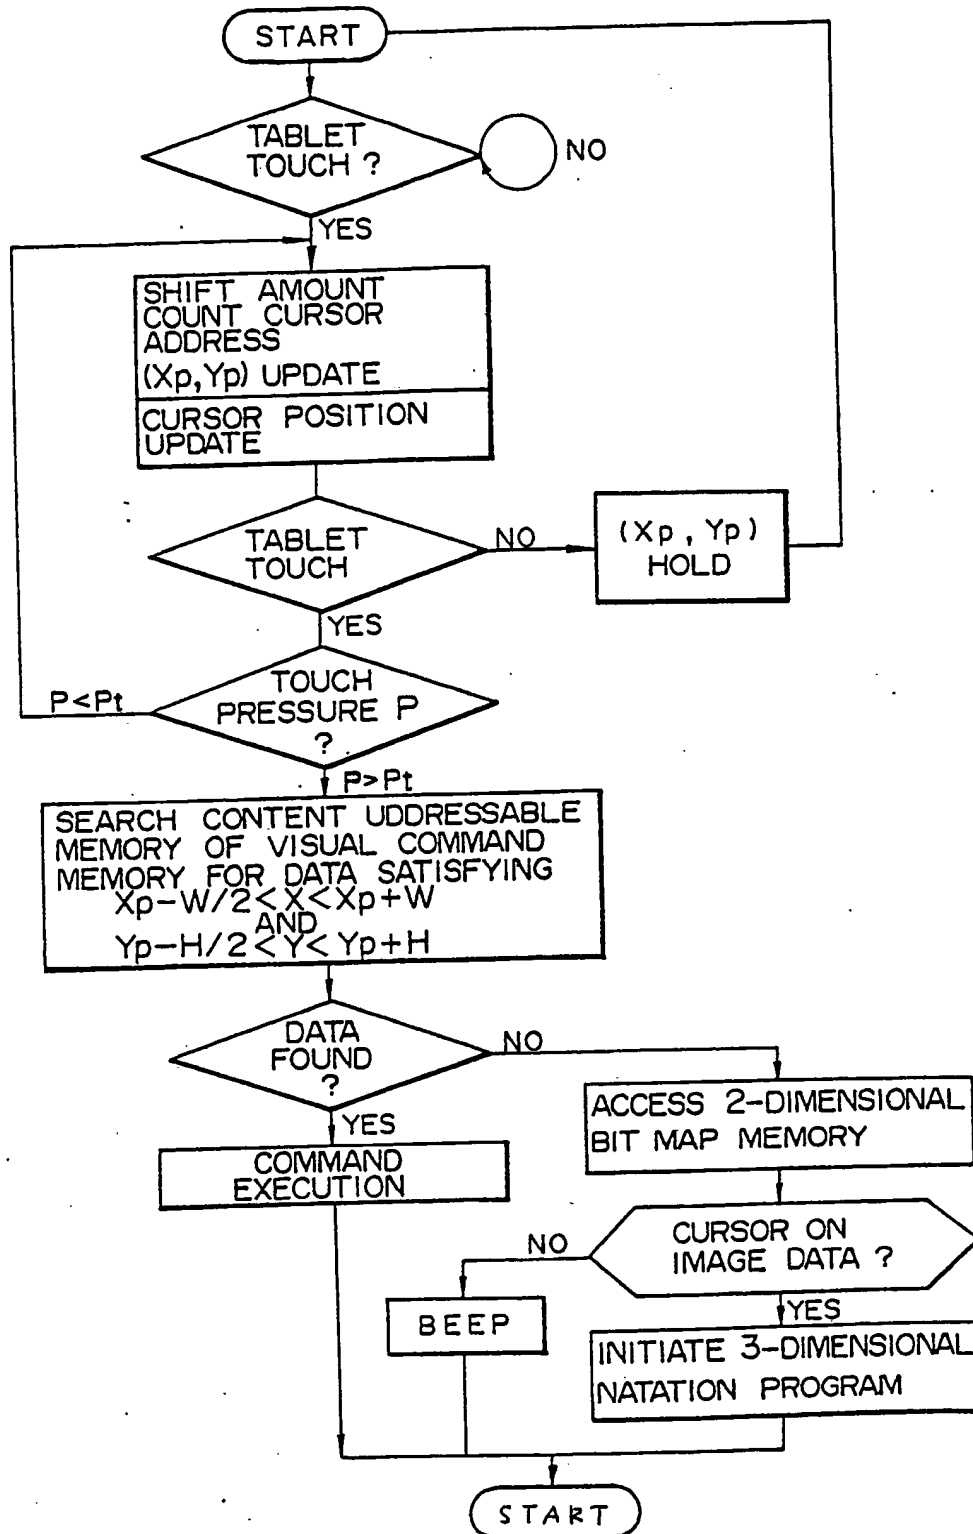 START
TABLET
TOUCH ?
NO
YES
SHIFT AMOUNT
COUNT CURSOR
ADDRESS
(Xp,Yp) UPDATE
CURSOR POSITION
UPDATE
TABLET
TOUCH
NO
(Xp , Yp)
HOLD
YES
TOUCH
PRESSURE P
?
P<Pt
P>Pt
SEARCH CONTENT UDDRESSABLE
MEMORY OF VISUAL COMMAND
MEMORY FOR DATA SATISFYING
Xp-W/2<X<Xp+W
AND
Yp-H/2<Y<Yp+H
DATA
FOUND
?
NO
YES
COMMAND
EXECUTION
ACCESS 2-DIMENSIONAL
BIT MAP MEMORY
CURSOR ON
IMAGE DATA ?
NO
YES
BEEP
INITIATE 3-DIMENSIONAL
NATATION PROGRAM
START